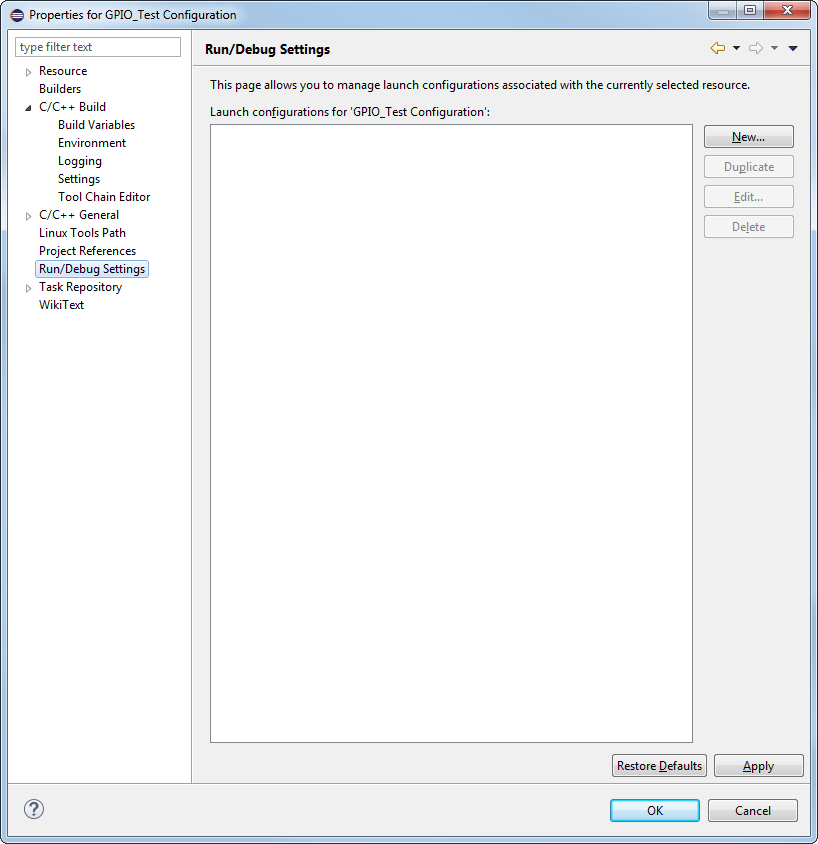 Properties for GPIO_Test Configuration
type filter text
Resource
Builders
C/C++ Build
Build Variables
Environment
Logging
Settings
Tool Chain Editor
C/C++ General
Linux Tools Path
Project References
Run/Debug Settings
Task Repository
WikiText
Run/Debug Settings
This page allows you to manage launch configurations associated with the currently selected resource.
Launch configurations for 'GPIO_Test Configuration':
New...
Duplicate
Edit...
Delete
Restore Defaults
Apply
?
OK
Cancel